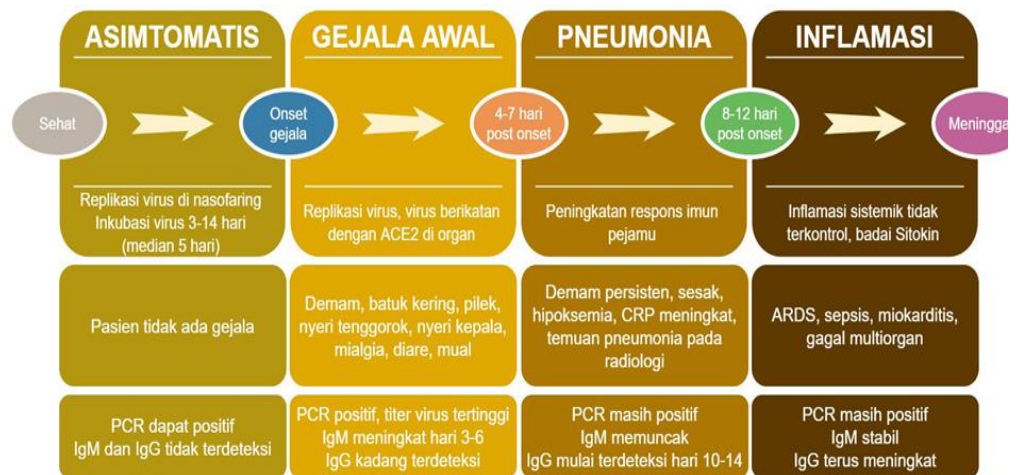 ASIMTOMATIS
GEJALA AWAL
PNEUMONIA
INFLAMASI
Sehat
Onset
gejala
4-7 hari
post onset
8-12 hari
post onset
Meningga
Replikasi virus di nasofaring
Inkubasi virus 3-14 hari
(median 5 hari)
Replikasi virus, virus berikatan
dengan ACE2 di organ
Peningkatan respons imun
pejamu
Inflamasi sistemik tidak
terkontrol, badai Sitokin
Pasien tidak ada gejala
Demam, batuk kering, pilek,
nyeri tenggorok, nyeri kepala,
mialgia, diare, mual
Demam persisten, sesak,
hipoksemia, CRP meningkat,
temuan pneumonia pada
radiologi
ARDS, sepsis, miokarditis,
gagal multiorgan
PCR dapat positif
IgM dan IgG tidak terdeteksi
PCR positif, titer virus tertinggi
IgM meningkat hari 3-6
IgG kadang terdeteksi
PCR masih positif
IgM memuncak
IgG mulai terdeteksi hari 10-14
PCR masih positif
IgM stabil
IgG terus meningkat